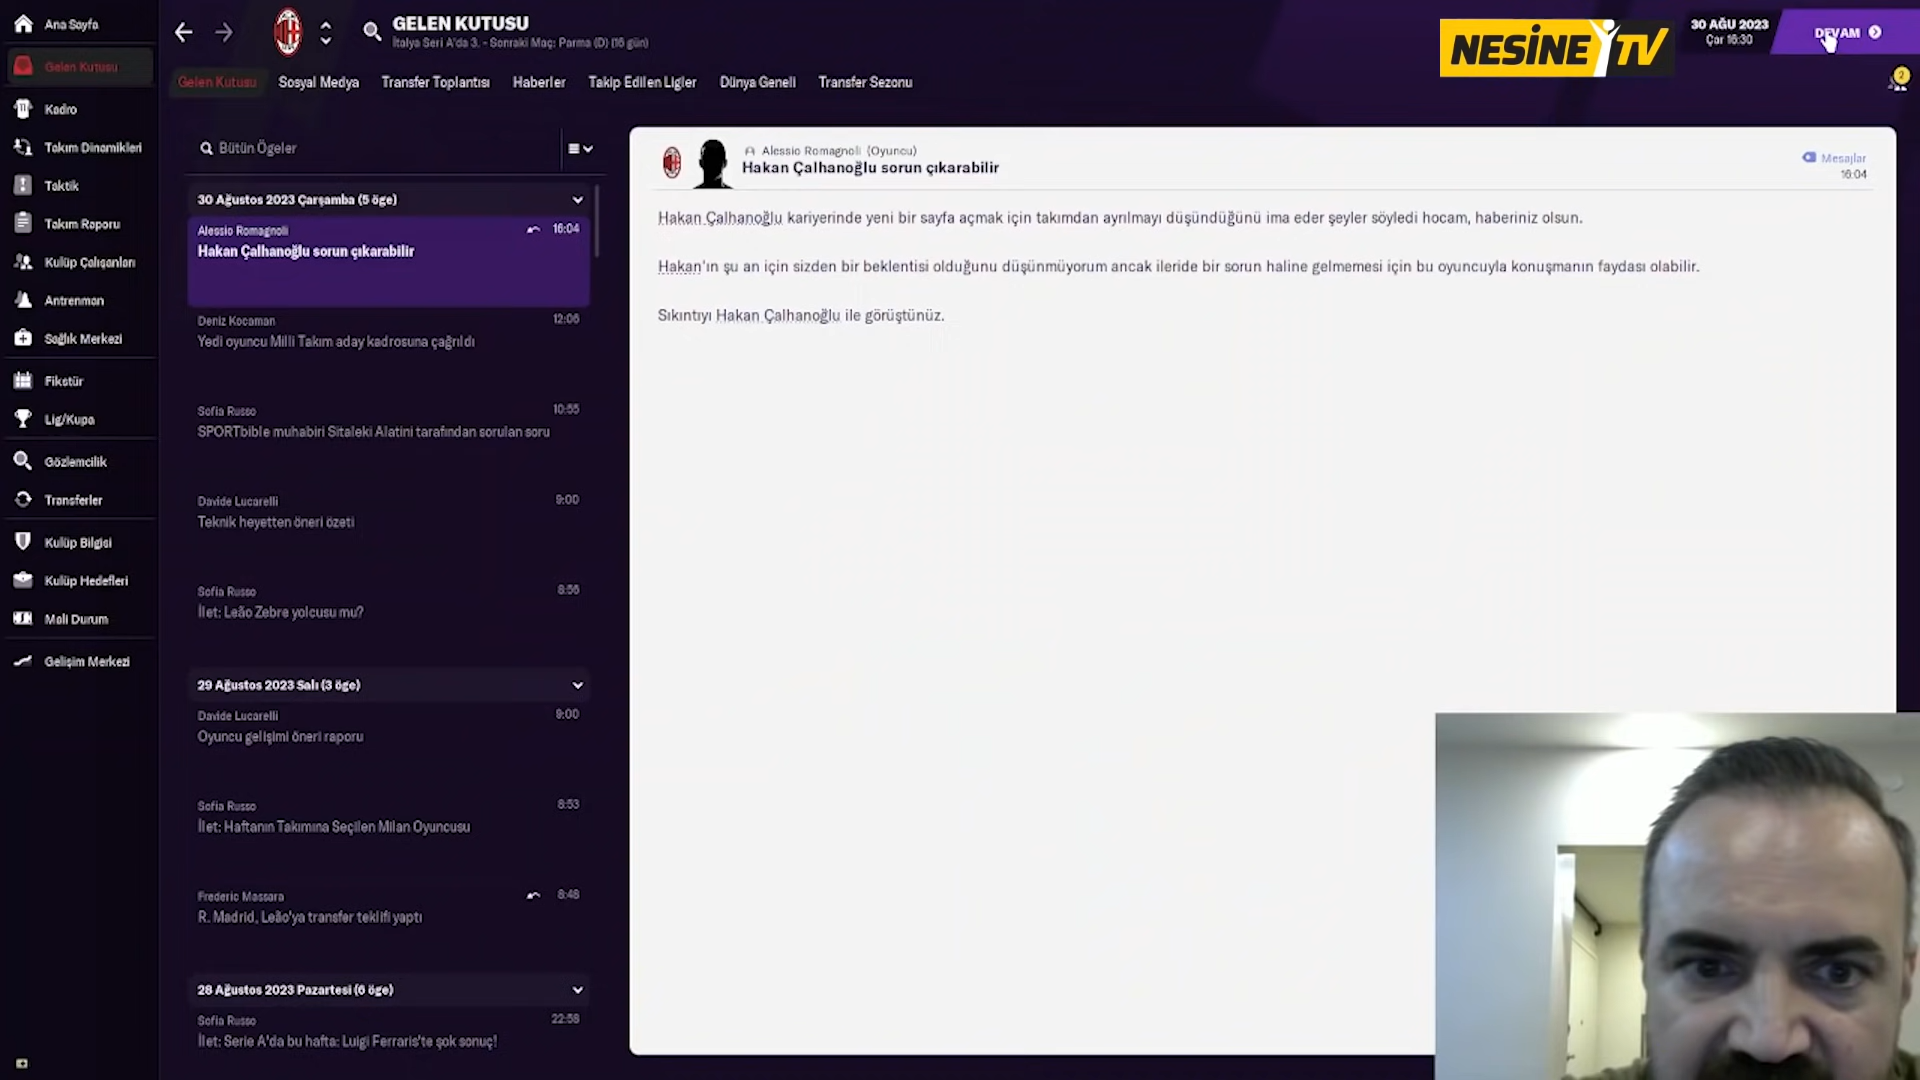 Ana Sayfa
Gelen Kutusu
Kadro
Takım Dinamikleri
Taktik
Takım Raporu
Kulüp Çalışanları
Antrenman
Sağlık Merkezi
Fikstür
Lig/Kupa
Gözlemcilik
Transferler
Kulüp Bilgisi
Kulüp Hedefleri
Mali Durum
Gelişim Merkezi
GELEN KUTUSU
İtalya Seri A'da 3. - Sonraki Maç: Parma (D) (16 gün)
NESİNE TV
30 AĞU 2023
Çar 16:30
DEVAM
2
Gelen Kutusu
Sosyal Medya
Transfer Toplantısı
Haberler
Takip Edilen Ligler
Dünya Geneli
Transfer Sezonu
Bütün Ögeler
30 Ağustos 2023 Çarşamba (5 öge)
Alessio Romagnoli 16:04
Hakan Çalhanoğlu sorun çıkarabilir
Deniz Kocaman 12:06
Yedi oyuncu Milli Takım aday kadrosuna çağrıldı
Sofia Russo 10:55
SPORTbible muhabiri Sitaleki Alatini tarafından sorulan soru
Davide Lucarelli 9:00
Teknik heyetten öneri özeti
Sofia Russo 8:56
İlet: Leão Zebre yolcusu mu?
29 Ağustos 2023 Salı (3 öge)
Davide Lucarelli 9:00
Oyuncu gelişimi öneri raporu
Sofia Russo 8:53
İlet: Haftanın Takımına Seçilen Milan Oyuncusu
Frederic Massara 8:48
R. Madrid, Leão'ya transfer teklifi yaptı
28 Ağustos 2023 Pazartesi (6 öge)
Sofia Russo 22:58
İlet: Serie A'da bu hafta: Luigi Ferraris'te şok sonuç!
Alessio Romagnoli (Oyuncu)
Hakan Çalhanoğlu sorun çıkarabilir
Mesajlar
16:04
Hakan Çalhanoğlu kariyerinde yeni bir sayfa açmak için takımdan ayrılmayı düşündüğünü ima eder şeyler söyledi hocam, haberiniz olsun.
Hakan'ın şu an için sizden bir beklentisi olduğunu düşünmüyorum ancak ileride bir sorun haline gelmemesi için bu oyuncuyla konuşmanın faydası olabilir.
Sıkıntıyı Hakan Çalhanoğlu ile görüştünüz.